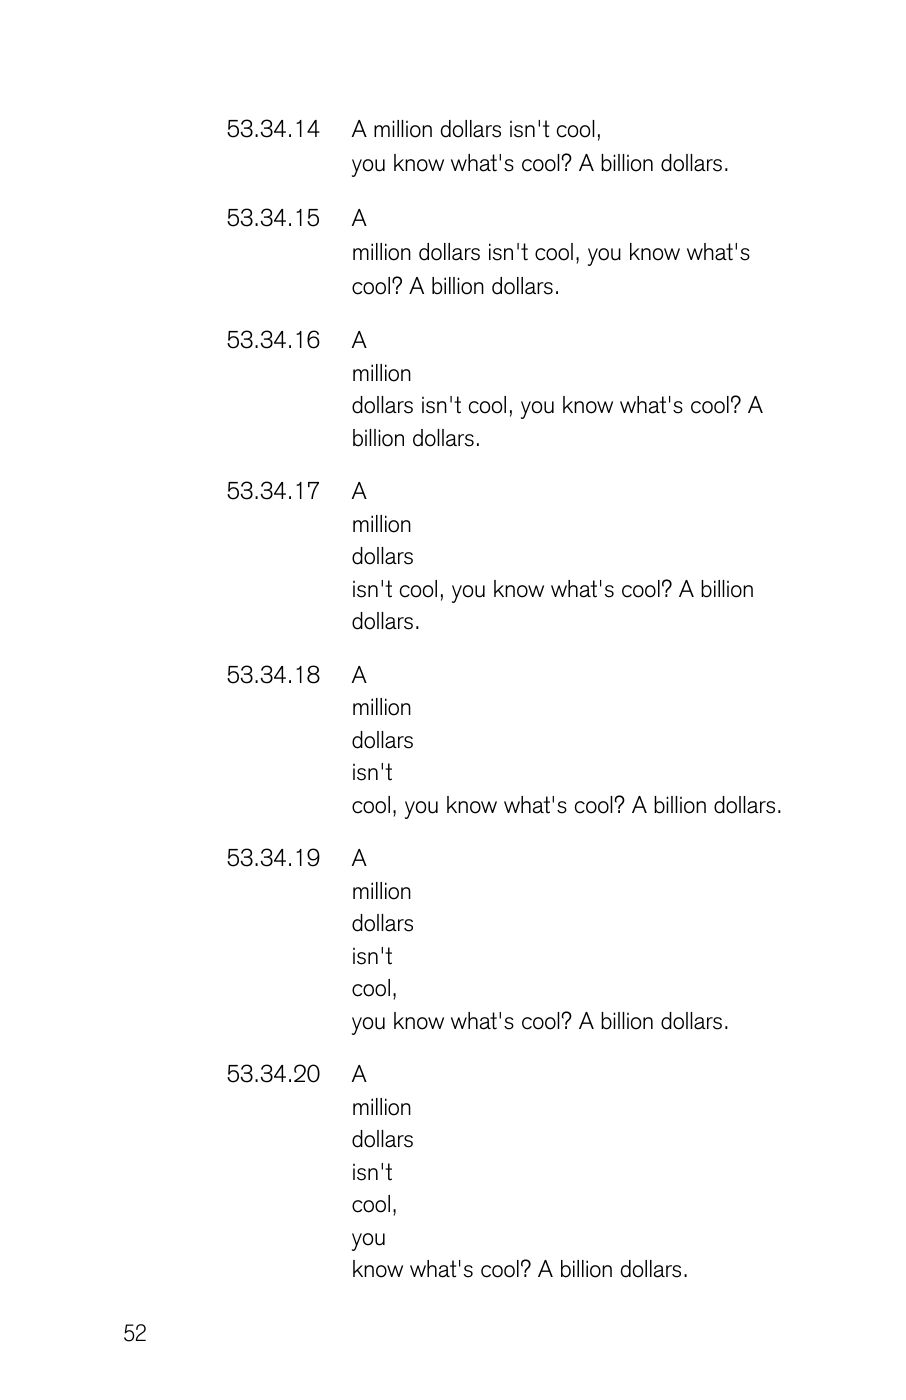 53.34.14 A million dollars isn't cool,
you know what's cool? A billion dollars.
53.34.15 A
million dollars isn't cool, you know what's
cool? A billion dollars.
53.34.16 A
million
dollars isn't cool, you know what's cool? A
billion dollars.
53.34.17 A
million
dollars
isn't cool, you know what's cool? A billion
dollars.
53.34.18 A
million
dollars
isn't
cool, you know what's cool? A billion dollars.
53.34.19 A
million
dollars
isn't
cool,
you know what's cool? A billion dollars.
53.34.20 A
million
dollars
isn't
cool,
you
know what's cool? A billion dollars.
52